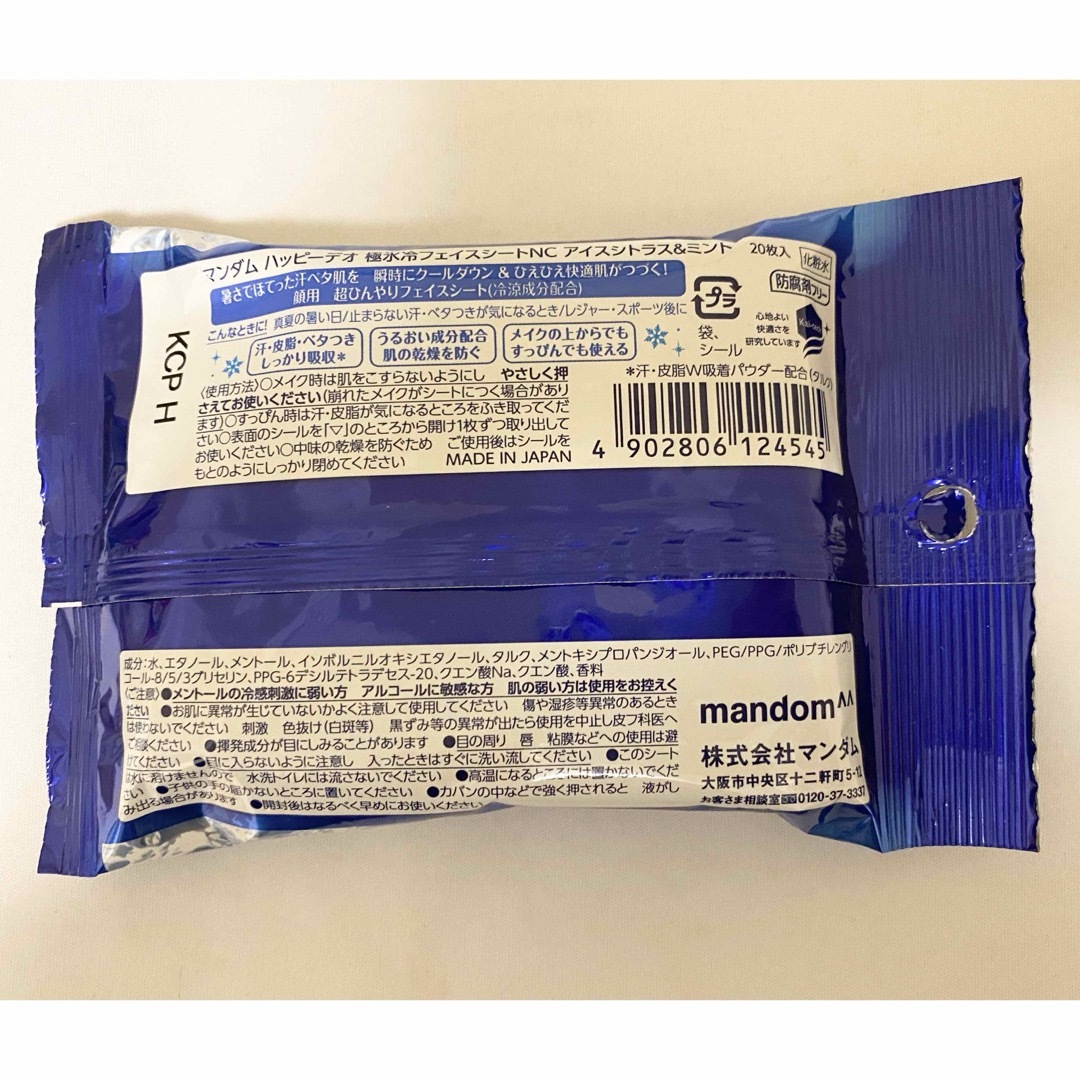 マンダム ハッピーデオ 極氷冷フェイスシートNC アイスシトラス&ミント 20枚入 化粧水
暑さでほてった汗ベタ肌を 瞬時にクールダウン & ひえひえ快適肌がつづく!
顔用 超ひんやりフェイスシート(冷涼成分配合)
防腐剤フリー
こんなときに! 真夏の暑い日/止まらない汗・ベタつきが気になるとき/レジャー・スポーツ後に
汗・皮脂・ベタつき
しっかり吸収*
うるおい成分配合
肌の乾燥を防ぐ
メイクの上からでも
すっぴんでも使える
プラ
袋、
シール
心地よい
快適さを
研究しています
Kai-tech
*汗・皮脂W吸着パウダー配合(タルク)
〈使用方法〉○メイク時は肌をこすらないようにし やさしく押
さえてお使いください(崩れたメイクがシートにつく場合があり
ます)○すっぴん時は汗・皮脂が気になるところをふき取ってくだ
さい○表面のシールを「▽」のところから開け1枚ずつ取り出して
お使いください○中味の乾燥を防ぐため ご使用後はシールを
もとのようにしっかり閉めてください MADE IN JAPAN
4 902806 124545
KCP H
成分:水、エタノール、メントール、イソボルニルオキシエタノール、タルク、メントキシプロパンジオール、PEG/PPG/ポリブチレングリ
コール-8/5/3グリセリン、PPG-6デシルテトラデセス-20、クエン酸Na、クエン酸、香料
〈ご注意〉●メントールの冷感刺激に弱い方 アルコールに敏感な方 肌の弱い方は使用をお控えく
ださい ●お肌に異常が生じていないかよく注意して使用してください 傷や湿疹等異常のあるとき
は使わないでください 刺激 色抜け(白斑等) 黒ずみ等の異常が出たら使用を中止し皮フ科医へ
ご相談ください ●揮発成分が目にしみることがあります ●目の周り 唇 粘膜などへの使用は避
けてください ●目に入らないように注意し 入ったときはすぐに洗い流してください ●このシート
は水に溶けませんので 水洗トイレには流さないでください ●高温になるところには置かないでくだ
さい ●子供の手の届かないところに置いてください ●カバンの中などで強く押されると 液がし
み出る場合があります ●開封後はなるべく早めにお使いください
mandom
株式会社マンダム
大阪市中央区十二軒町5-12
お客さま相談室 0120-37-3337